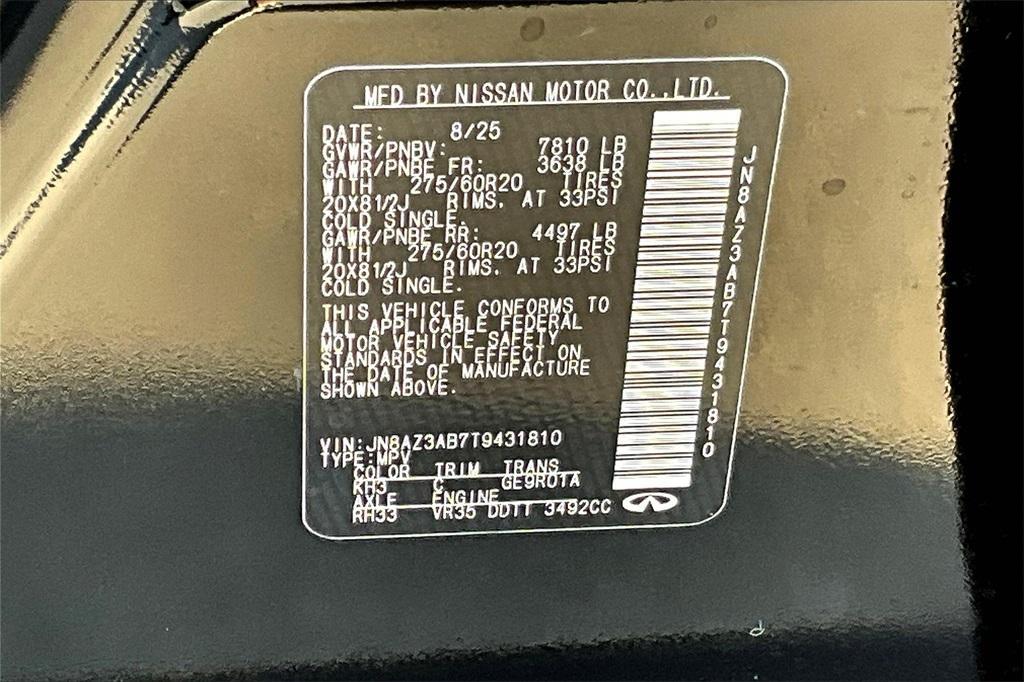 MFD BY NISSAN MOTOR CO.,LTD.
DATE: 8/25
GVWR/PNBV: 7810 LB
GAWR/PNBE FR: 3638 LB
WITH 275/60R20 TIRES
20X81/2J RIMS, AT 33PSI
COLD SINGLE.
GAWR/PNBE RR: 4497 LB
WITH 275/60R20 TIRES
20X81/2J RIMS, AT 33PSI
COLD SINGLE.
THIS VEHICLE CONFORMS TO
ALL APPLICABLE FEDERAL
MOTOR VEHICLE SAFETY
STANDARDS IN EFFECT ON
THE DATE OF MANUFACTURE
SHOWN ABOVE.
VIN:JN8AZ3AB7T9431810
TYPE:MPV
COLOR TRIM TRANS
KH3 C GE9R01A
AXLE ENGINE
RH33 VR35 DDTT 3492CC
JN8AZ3AB7T9431810